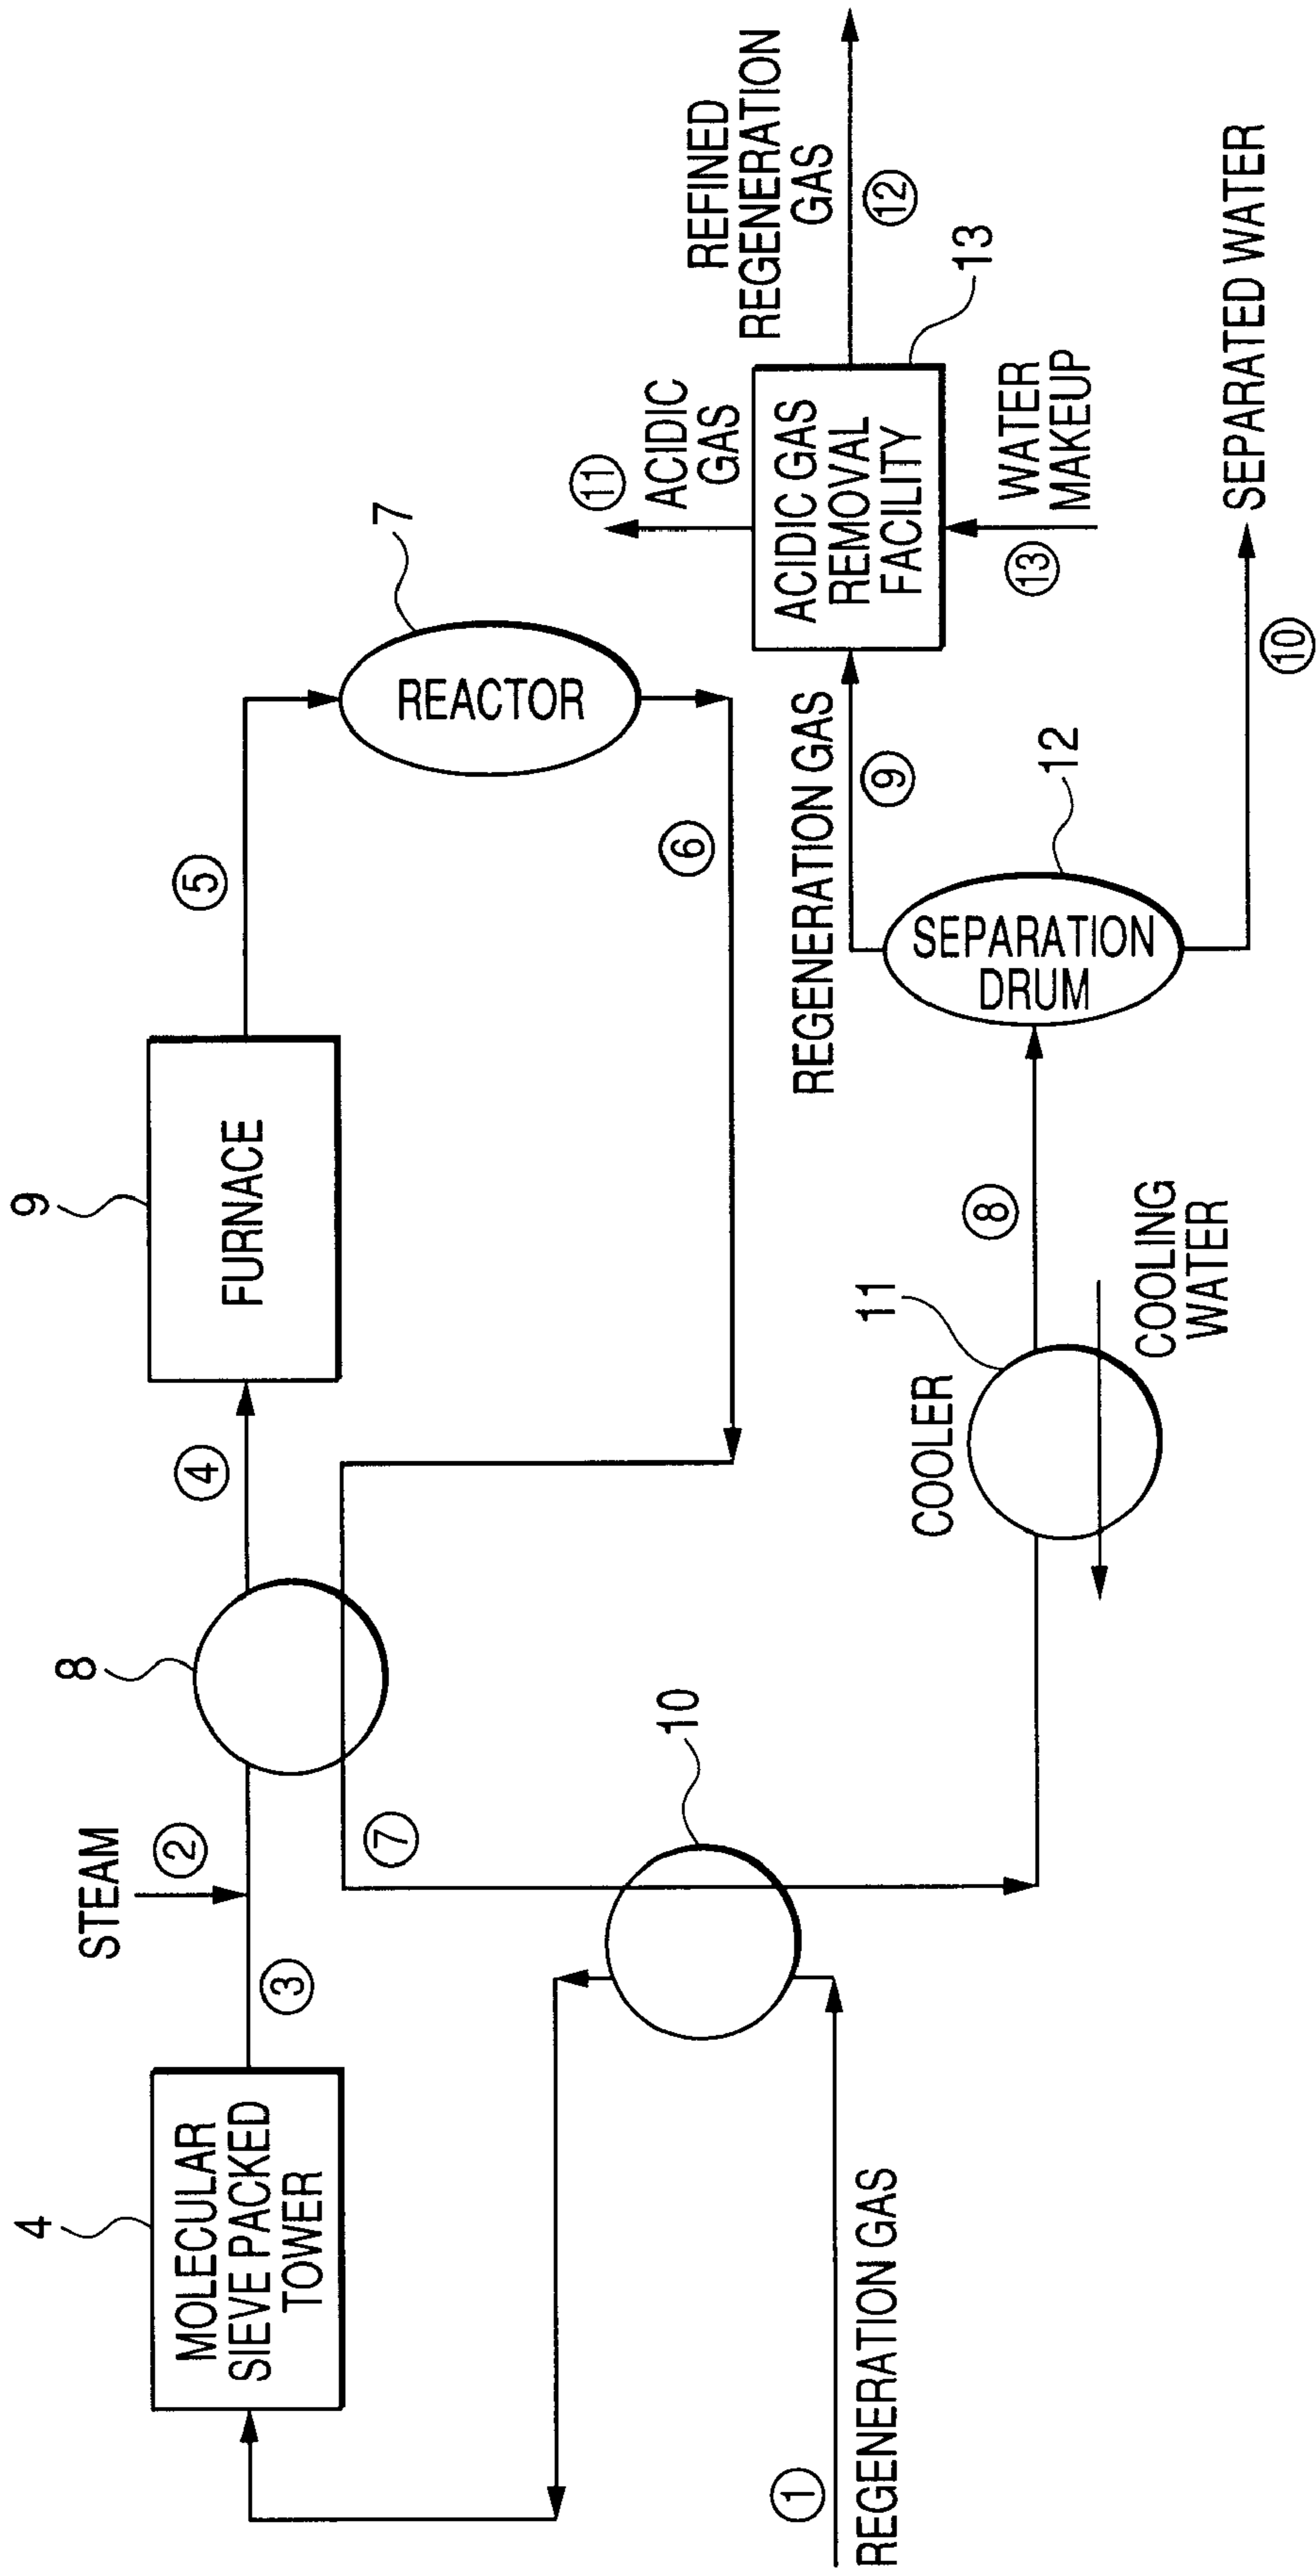 4
MOLECULAR
SIEVE PACKED
TOWER
STEAM
②
③
8
④
9
FURNACE
⑤
7
REACTOR
⑥
⑦
10
①
REGENERATION GAS
COOLER
11
COOLING
WATER
⑧
SEPARATION
DRUM
12
REGENERATION GAS
⑨
⑩
SEPARATED WATER
⑪
ACIDIC
GAS
ACIDIC GAS
REMOVAL
FACILITY
13
⑬
WATER
MAKEUP
REFINED
REGENERATION
GAS
⑫